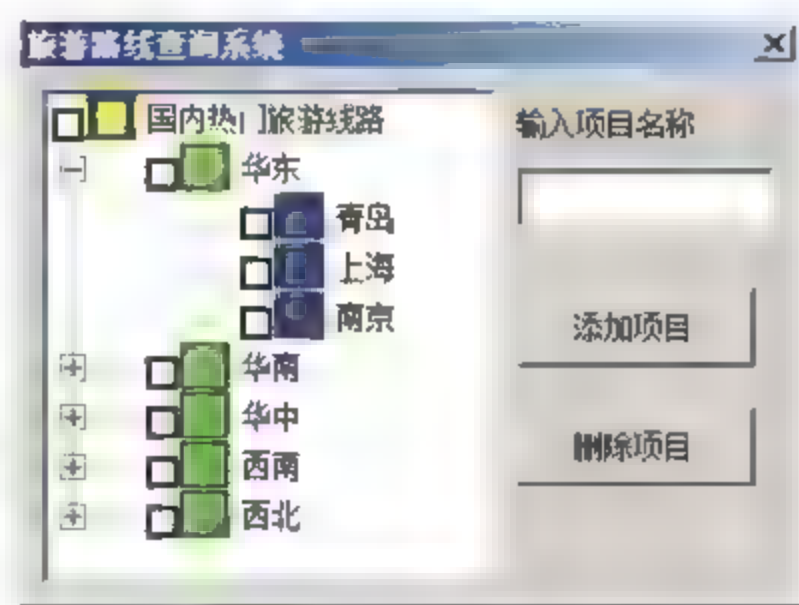 旅游路线查询系统
国内热门旅游线路
华东
青岛
上海
南京
华南
华中
西南
西北
输入项目名称
添加项目
删除项目